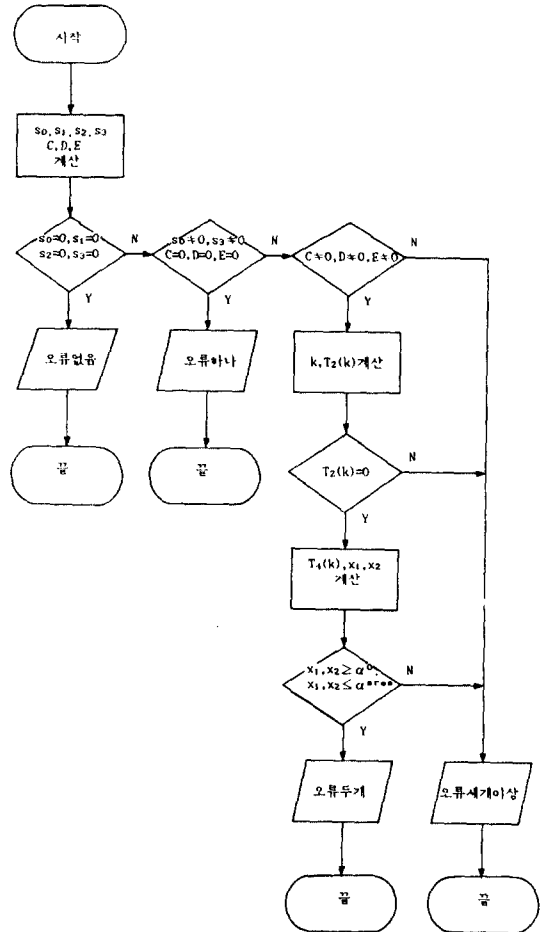 시작
s0, s1, s2, s3
C, D, E
계산
s0=0, s1=0
s2=0, s3=0
N
Y
s0≠0, s3≠0
C=0, D=0, E=0
N
Y
C≠0, D≠0, E≠0
N
Y
오류없음
오류하나
k, T2(k)계산
끝
끝
T2(k)=0
N
Y
T4(k), x1, x2
계산
x1, x2 ≥ α0,
x1, x2 ≤ α
N
Y
오류두개
오류세개이상
끝
끝